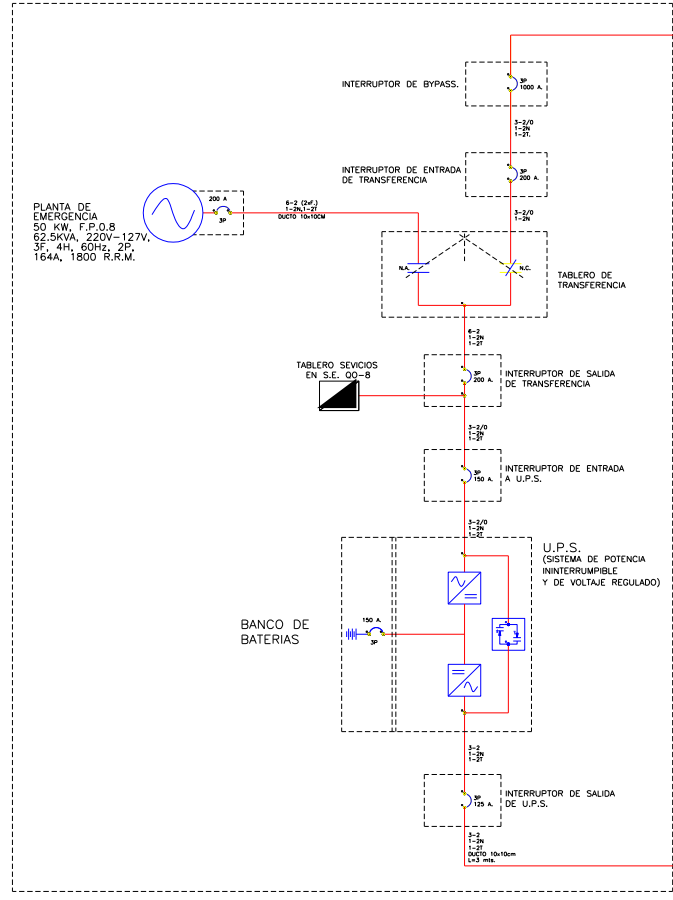 INTERRUPTOR DE BYPASS.
3P
1000 A.
3-2/0
1-2N
1-2T.
INTERRUPTOR DE ENTRADA
DE TRANSFERENCIA
3P
200 A.
3-2/0
1-2N
PLANTA DE
EMERGENCIA
50 KW, F.P.0.8
62.5KVA, 220V-127V,
3F, 4H, 60Hz, 2P,
164A, 1800 R.R.M.
200 A
3P
6-2 (2xF.)
1-2N,1-2T
DUCTO 10x10CM
N.A.
N.C.
TABLERO DE
TRANSFERENCIA
6-2
1-2N
1-2T
TABLERO SEVICIOS
EN S.E. QO-8
3P
200 A.
INTERRUPTOR DE SALIDA
DE TRANSFERENCIA
3-2/0
1-2N
1-2T
3P
150 A.
INTERRUPTOR DE ENTRADA
A U.P.S.
3-2/0
1-2N
1-2T
U.P.S.
(SISTEMA DE POTENCIA
ININTERRUMPIBLE
Y DE VOLTAJE REGULADO)
BANCO DE
BATERIAS
150 A.
3P
3-2
1-2N
1-2T
3P
125 A.
INTERRUPTOR DE SALIDA
DE U.P.S.
3-2
1-2N
1-2T
DUCTO 10x10cm
L=3 mts.